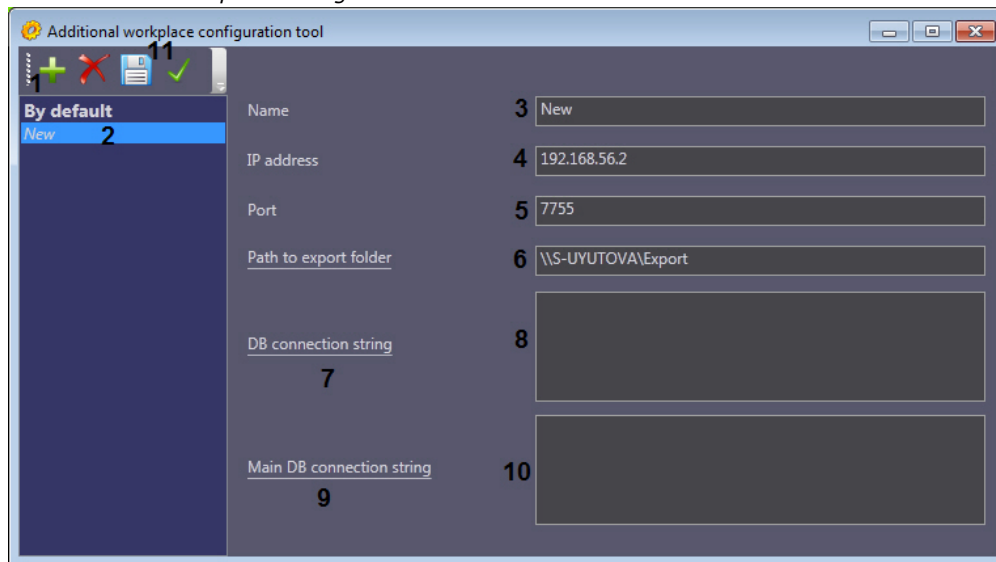 Additional workplace configuration tool
11
1
By default
New
2
Name
3
New
IP address
4
192.168.56.2
Port
5
7755
Path to export folder
6
\\S-UYUTOVA\Export
DB connection string
7
8
Main DB connection string
9
10